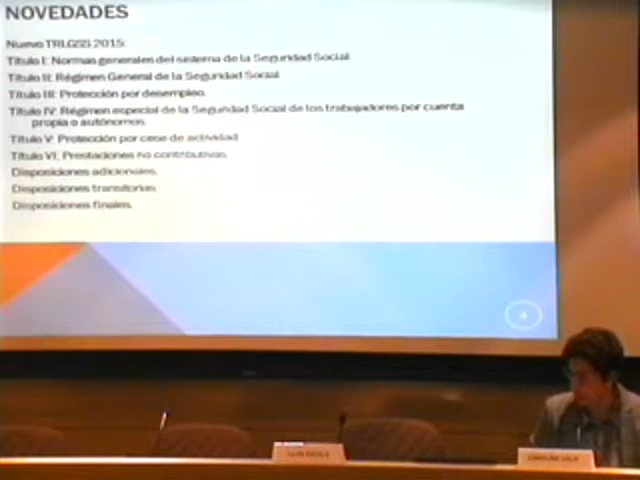 NOVEDADES
Nuevo TRLGSS 2015:
Título I: Normas generales del sistema de la Seguridad Social
Título II: Régimen General de la Seguridad Social
Título III: Protección por desempleo.
Título IV: Régimen especial de la Seguridad Social de los trabajadores por cuenta
propia o autónomos.
Título V: Protección por cese de actividad
Título VI: Prestaciones no contributivas.
Disposiciones adicionales.
Disposiciones transitorias.
Disposiciones finales.